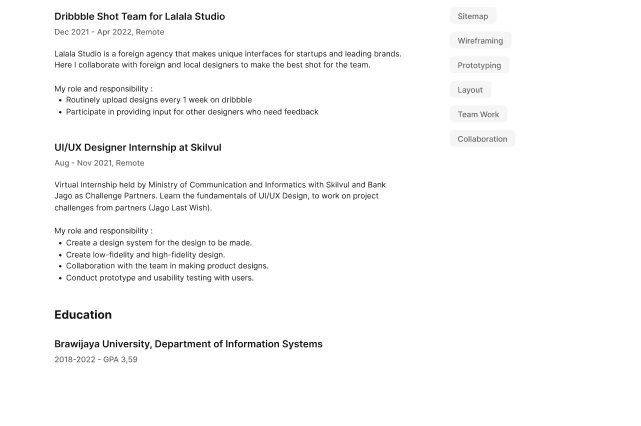 Dribbble Shot Team for Lalala Studio
Dec 2021 - Apr 2022, Remote
Lalala Studio is a foreign agency that makes unique interfaces for startups and leading brands.
Here I collaborate with foreign and local designers to make the best shot for the team.
My role and responsibility :
• Routinely upload designs every 1 week on dribbble
• Participate in providing input for other designers who need feedback
UI/UX Designer Internship at Skilvul
Aug - Nov 2021, Remote
Virtual Internship held by Ministry of Communication and Informatics with Skilvul and Bank
Jago as Challenge Partners. Learn the fundamentals of UI/UX Design, to work on project
challenges from partners (Jago Last Wish).
My role and responsibility :
• Create a design system for the design to be made.
• Create low-fidelity and high-fidelity design.
• Collaboration with the team in making product designs.
• Conduct prototype and usability testing with users.
Education
Brawijaya University, Department of Information Systems
2018-2022 - GPA 3,59
Sitemap
Wireframing
Prototyping
Layout
Team Work
Collaboration